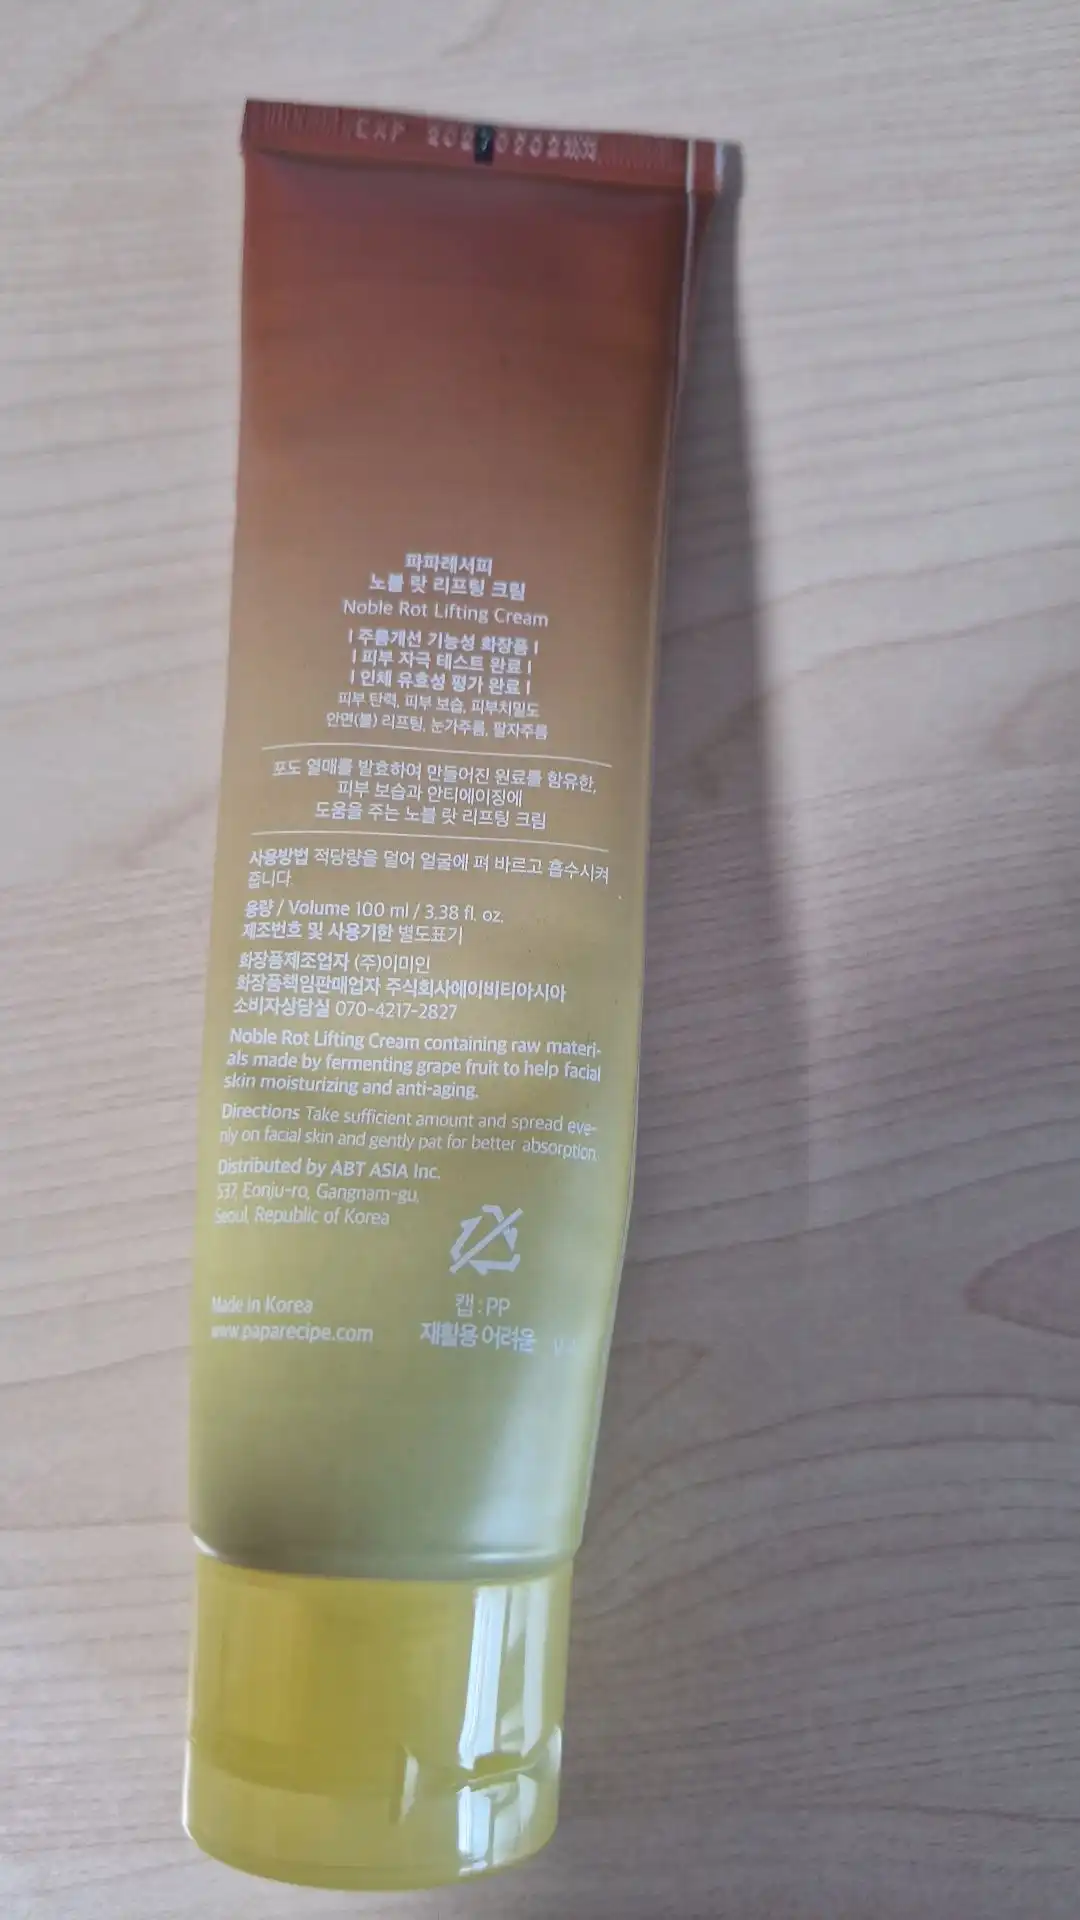 EXP 20270202
파파레서피
노블 랏 리프팅 크림
Noble Rot Lifting Cream
| 주름개선 기능성 화장품 |
| 피부 자극 테스트 완료 |
| 인체 유효성 평가 완료 |
피부 탄력, 피부 보습, 피부치밀도
안면(볼) 리프팅, 눈가주름, 팔자주름
포도 열매를 발효하여 만들어진 원료를 함유한,
피부 보습과 안티에이징에
도움을 주는 노블 랏 리프팅 크림
사용방법 적당량을 덜어 얼굴에 펴 바르고 흡수시켜
줍니다.
용량 / Volume 100 ml / 3.38 fl. oz.
제조번호 및 사용기한 별도표기
화장품제조업자 (주)이미인
화장품책임판매업자 주식회사에이비티아시아
소비자상담실 070-4217-2827
Noble Rot Lifting Cream containing raw materi-
als made by fermenting grape fruit to help facial
skin moisturizing and anti-aging.
Directions Take sufficient amount and spread eve-
nly on facial skin and gently pat for better absorption.
Distributed by ABT ASIA Inc.
537, Eonju-ro, Gangnam-gu,
Seoul, Republic of Korea
Made in Korea
www.paparecipe.com
캡 : PP
재활용 어려움